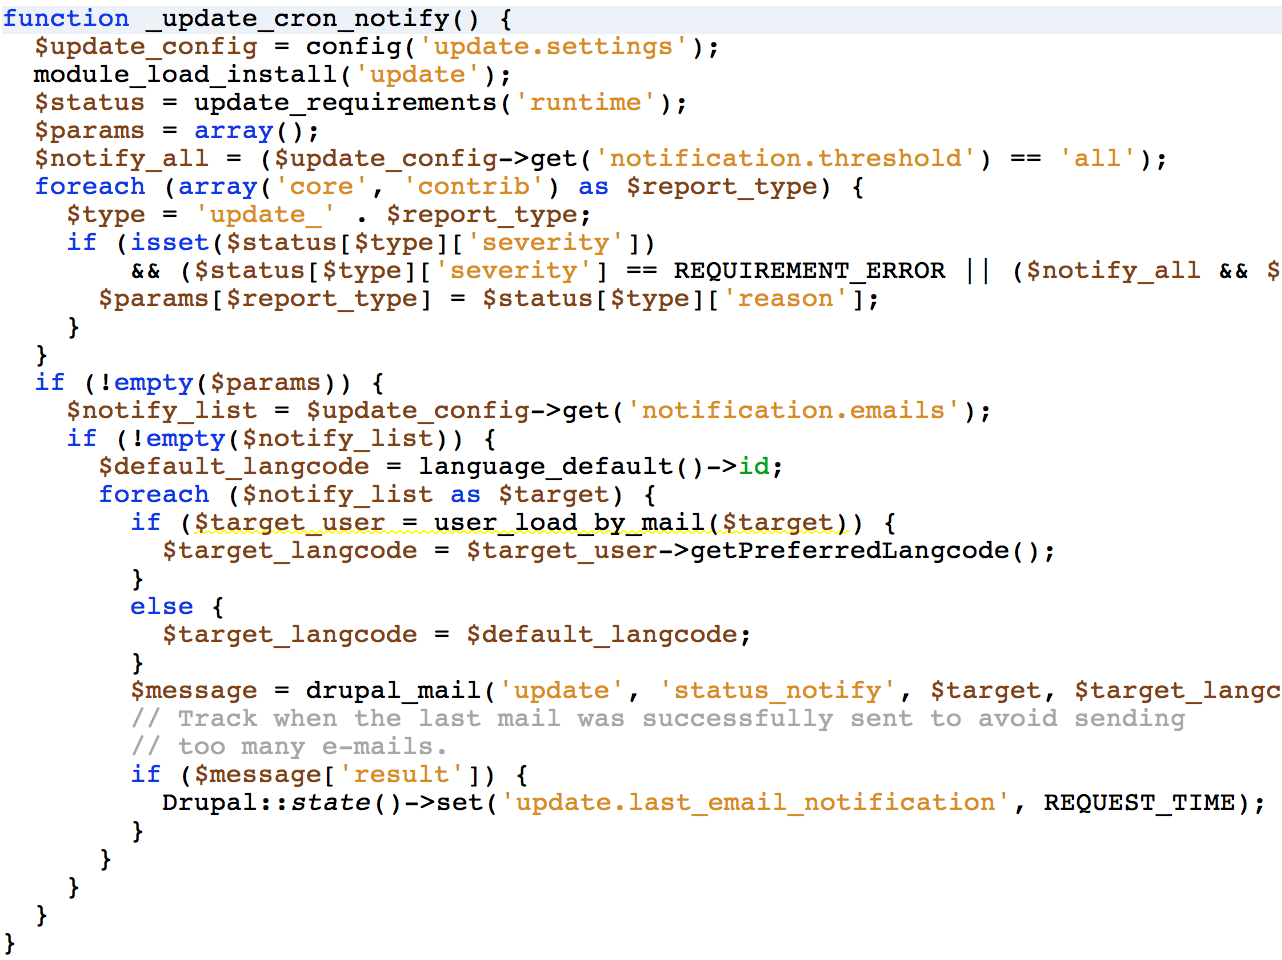 function _update_cron_notify() {
  $update_config = config('update.settings');
  module_load_install('update');
  $status = update_requirements('runtime');
  $params = array();
  $notify_all = ($update_config->get('notification.threshold') == 'all');
  foreach (array('core', 'contrib') as $report_type) {
    $type = 'update_' . $report_type;
    if (isset($status[$type]['severity'])
        && ($status[$type]['severity'] == REQUIREMENT_ERROR || ($notify_all && $
      $params[$report_type] = $status[$type]['reason'];
    }
  }
  if (!empty($params)) {
    $notify_list = $update_config->get('notification.emails');
    if (!empty($notify_list)) {
      $default_langcode = language_default()->id;
      foreach ($notify_list as $target) {
        if ($target_user = user_load_by_mail($target)) {
          $target_langcode = $target_user->getPreferredLangcode();
        }
        else {
          $target_langcode = $default_langcode;
        }
        $message = drupal_mail('update', 'status_notify', $target, $target_langc
        // Track when the last mail was successfully sent to avoid sending
        // too many e-mails.
        if ($message['result']) {
          Drupal::state()->set('update.last_email_notification', REQUEST_TIME);
        }
      }
    }
  }
}